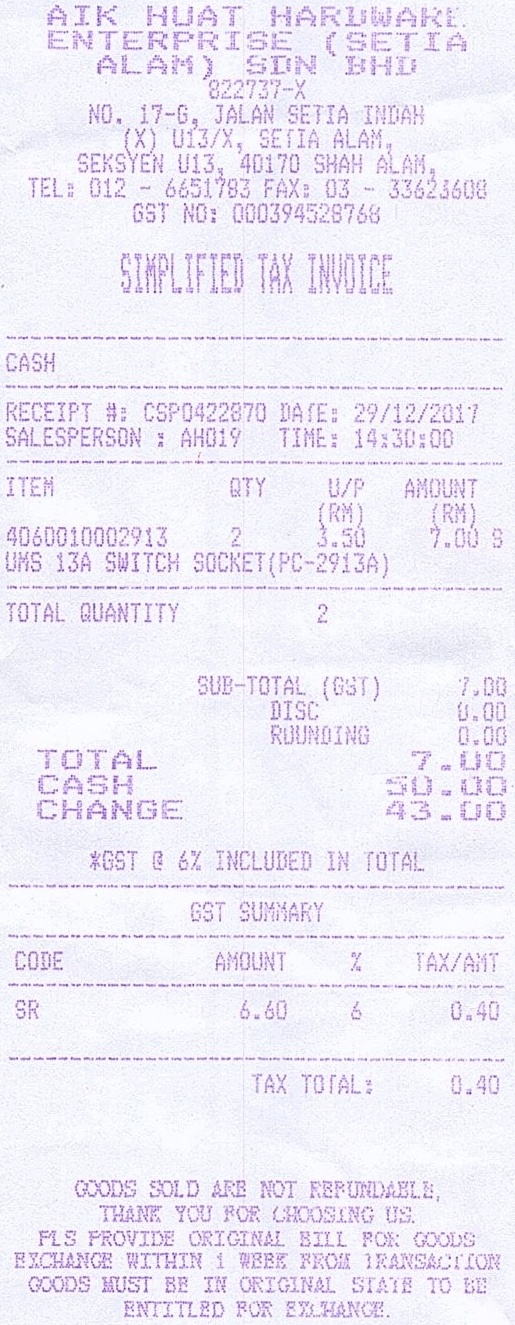 AIK HUAT HARDWARE
ENTERPRISE (SETIA
ALAM) SDN BHD
822737-X
NO. 17-G, JALAN SETIA INDAH
(X) U13/X, SETIA ALAM,
SEKSYEN U13, 40170 SHAH ALAM,
TEL: 012 - 6651783 FAX: 03 - 33623608
GST NO: 000394528768
SIMPLIFIED TAX INVOICE
CASH
RECEIPT #: CSP0422870 DATE: 29/12/2017
SALESPERSON : AH019 TIME: 14:30:00
ITEM QTY U/P AMOUNT
(RM) (RM)
4060010002913 2 3.50 7.00 S
UMS 13A SWITCH SOCKET(PC-2913A)
TOTAL QUANTITY 2
SUB-TOTAL (GST) 7.00
DISC 0.00
ROUNDING 0.00
TOTAL 7.00
CASH 50.00
CHANGE 43.00
*GST @ 6% INCLUDED IN TOTAL
GST SUMMARY
CODE AMOUNT % TAX/AMT
SR 6.60 6 0.40
TAX TOTAL: 0.40
GOODS SOLD ARE NOT REFUNDABLE,
THANK YOU FOR CHOOSING US.
PLS PROVIDE ORIGINAL BILL FOR GOODS
EXCHANGE WITHIN 1 WEEK FROM TRANSACTION
GOODS MUST BE IN ORIGINAL STATE TO BE
ENTITLED FOR EXCHANGE.